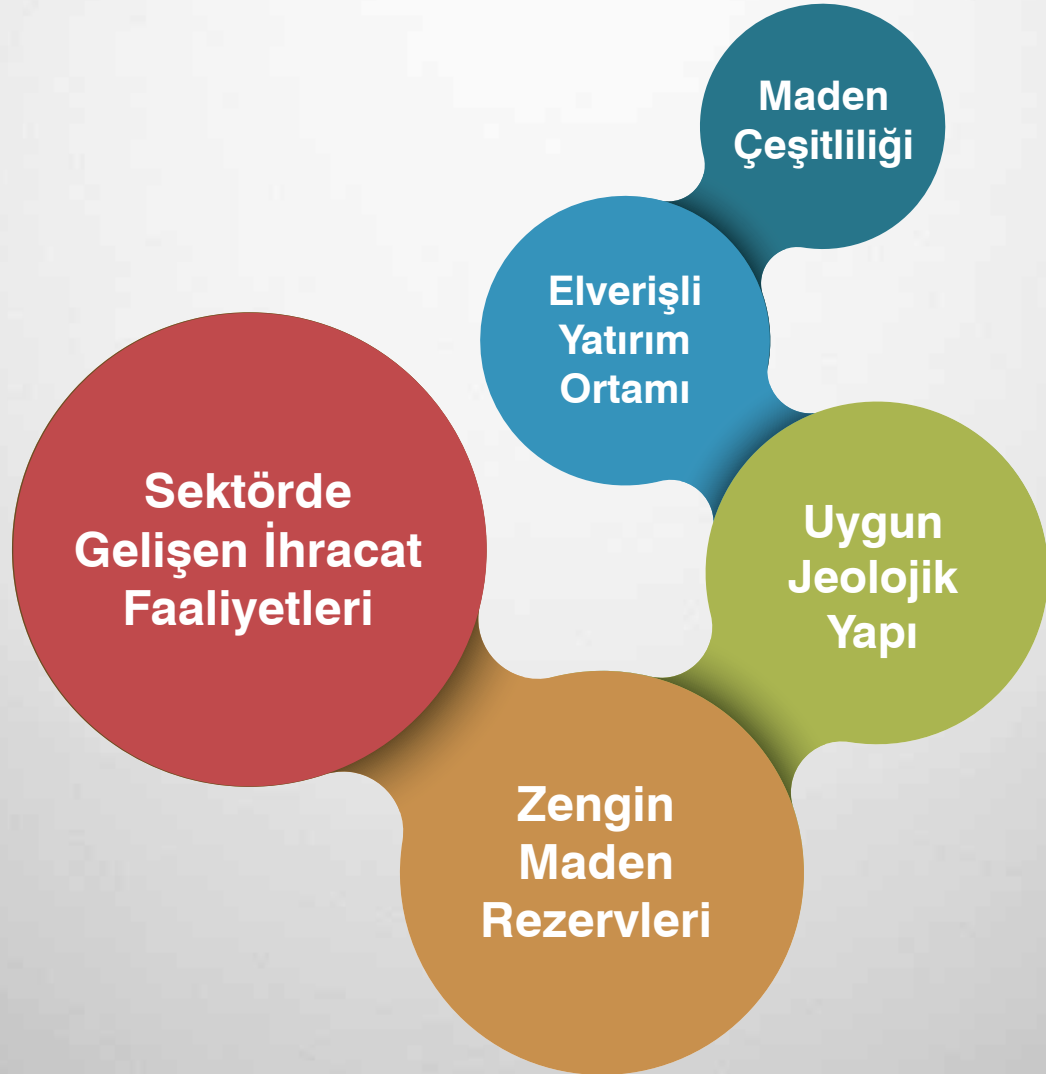 Maden
Çeşitliliği
Elverişli
Yatırım
Ortamı
Sektörde
Gelişen İhracat
Faaliyetleri
Uygun
Jeolojik
Yapı
Zengin
Maden
Rezervleri